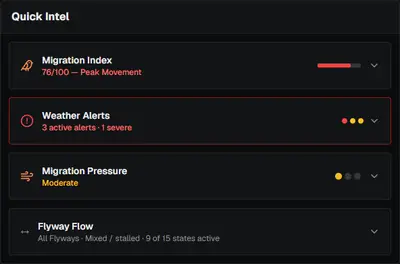 Quick Intel
Migration Index
76/100 — Peak Movement
Weather Alerts
3 active alerts · 1 severe
Migration Pressure
Moderate
Flyway Flow
All Flyways · Mixed / stalled · 9 of 15 states active